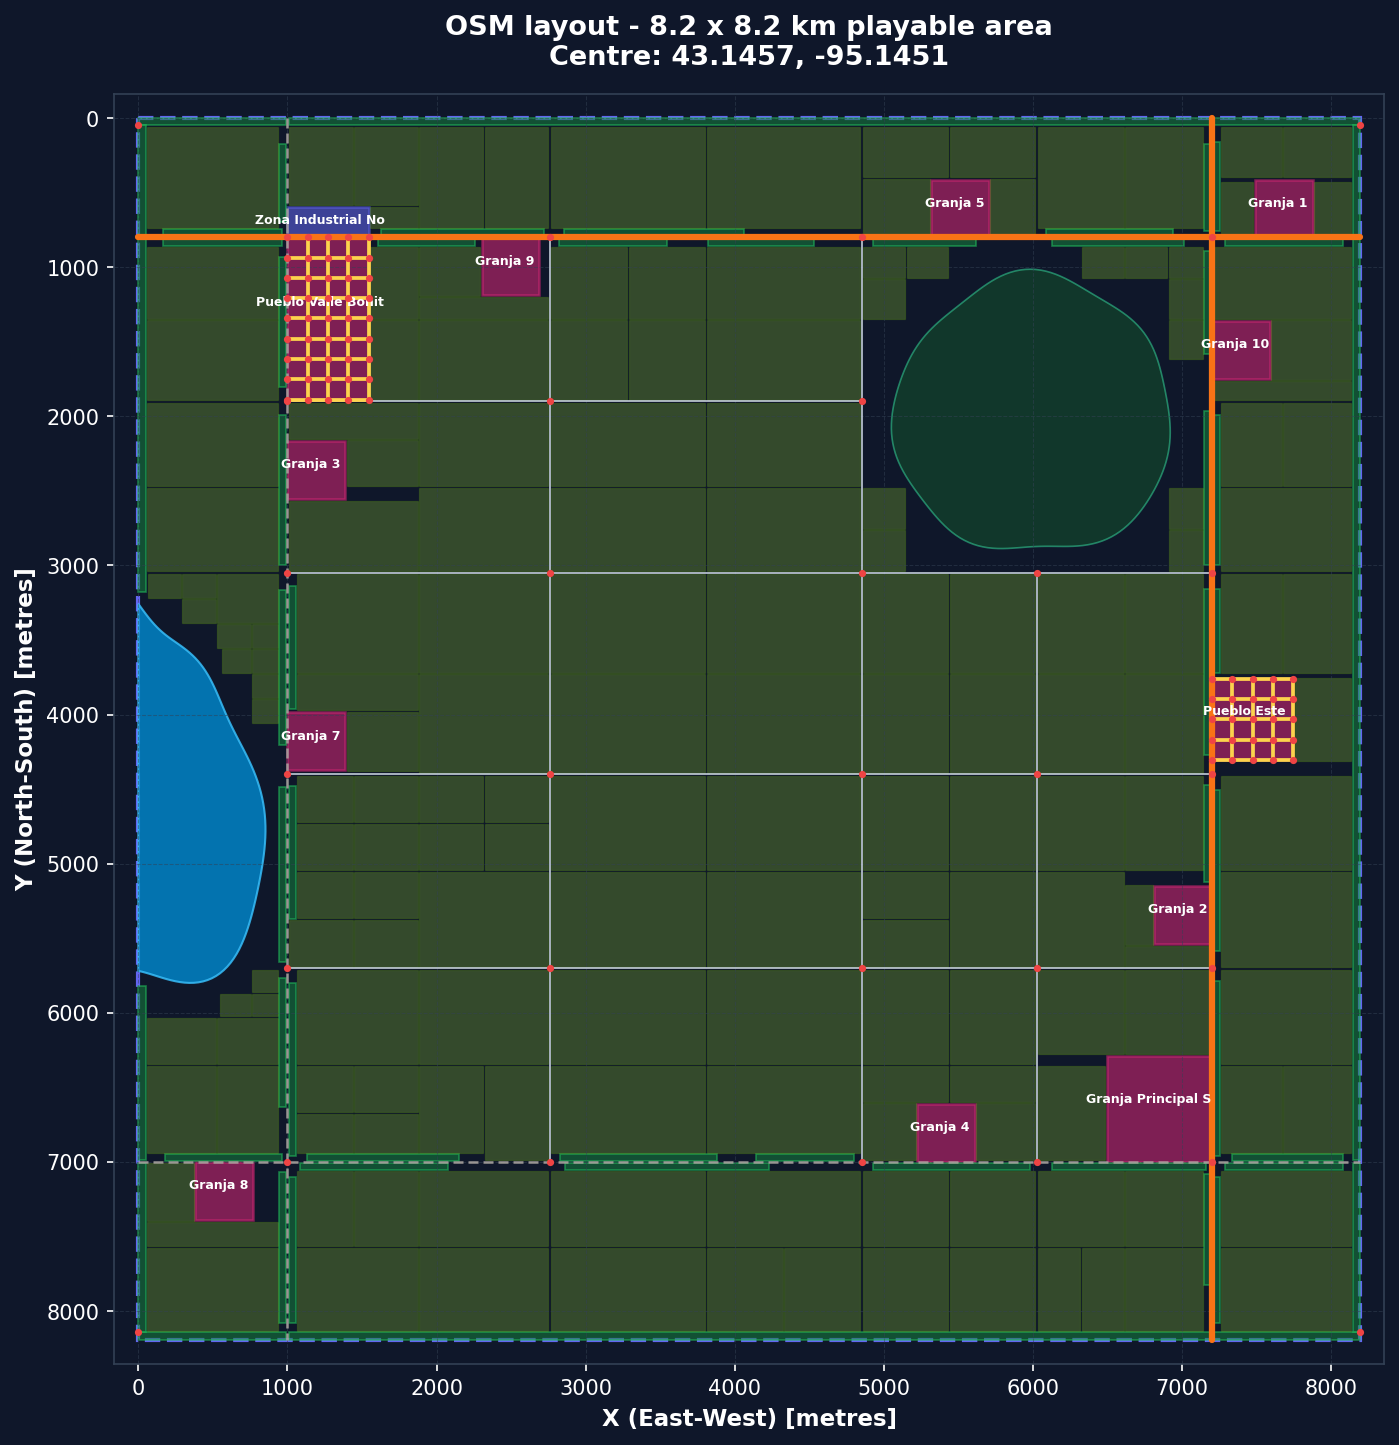 OSM layout - 8.2 x 8.2 km playable area
Centre: 43.1457, -95.1451
0
1000
2000
3000
4000
5000
6000
7000
8000
Y (North-South) [metres]
Granja 5
Granja 1
Zona Industrial No
Granja 9
Pueblo Valle Bonit
Granja 10
Granja 3
Pueblo Este
Granja 7
Granja 2
Granja Principal S
Granja 4
Granja 8
0
1000
2000
3000
4000
5000
6000
7000
8000
X (East-West) [metres]